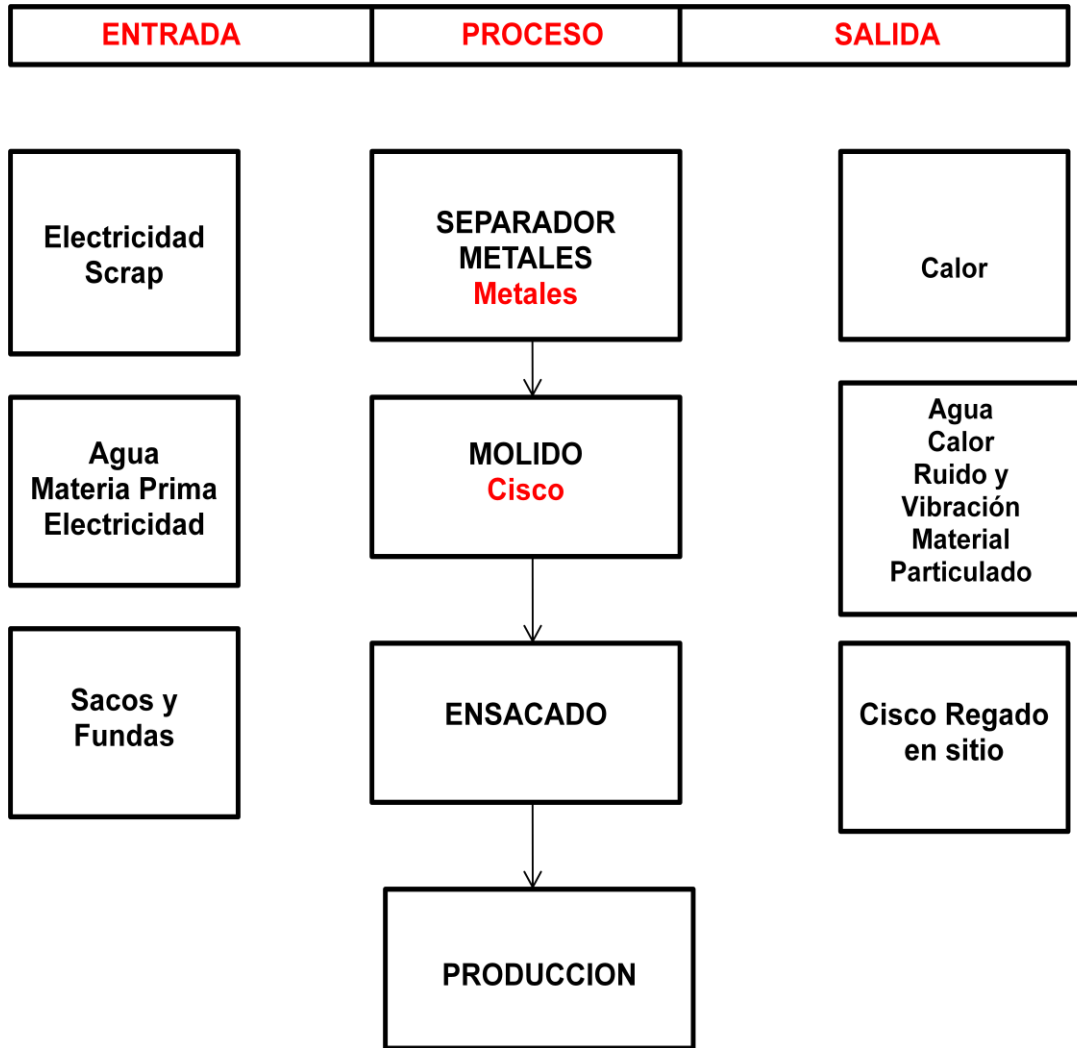 ENTRADA
PROCESO
SALIDA
Electricidad
Scrap
SEPARADOR
METALES
Metales
Calor
Agua
Materia Prima
Electricidad
MOLIDO
Cisco
Agua
Calor
Ruido y
Vibración
Material
Particulado
Sacos y
Fundas
ENSACADO
Cisco Regado
en sitio
PRODUCCION